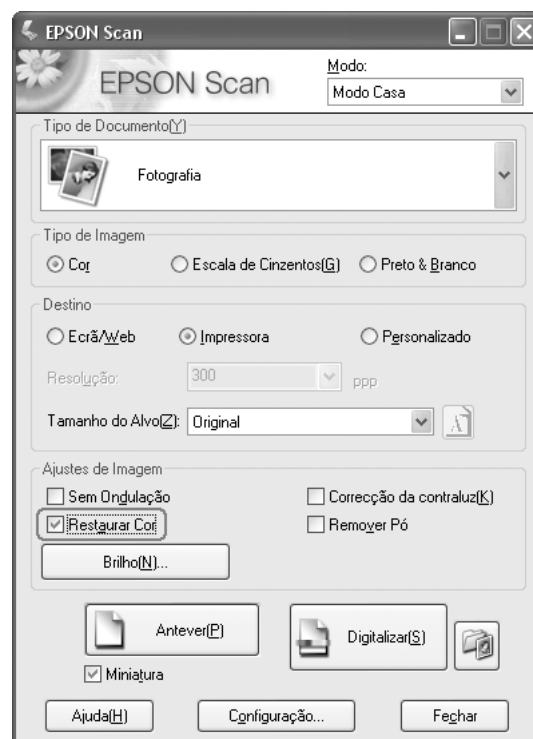 EPSON Scan
EPSON Scan
Modo:
Modo Casa
Tipo de Documento(Y)
Fotografia
Tipo de Imagem
Cor
Escala de Cinzentos(G)
Preto & Branco
Destino
Ecrã/Web
Impressora
Personalizado
Resolução:
300
ppp
Tamanho do Alvo(Z):
Original
Ajustes de Imagem
Sem Ondulação
Correcção da contraluz(K)
Restaurar Cor
Remover Pó
Brilho(N)...
Antever(P)
Digitalizar(S)
Miniatura
Ajuda(H)
Configuração...
Fechar